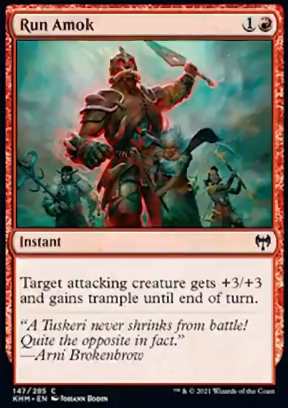 Run Amok 1
Instant
Target attacking creature gets +3/+3
and gains trample until end of turn.
"A Tuskeri never shrinks from battle!
Quite the opposite in fact."
—Arni Brokenbrow
147/285 C
KHM • EN Johann Bodin
™ & © 2021 Wizards of the Coast